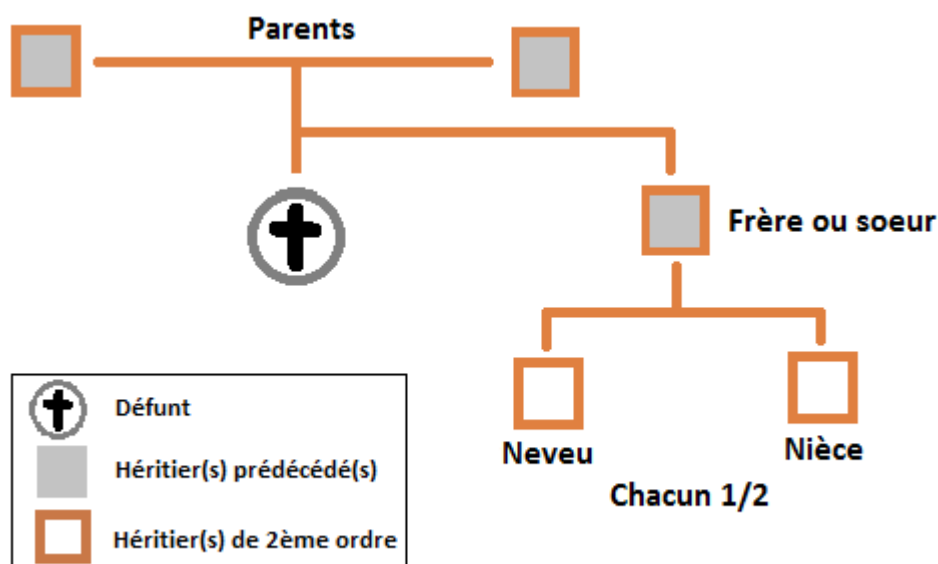 Parents
Frère ou soeur
Neveu
Nièce
Chacun 1/2
Défunt
Héritier(s) prédécédé(s)
Héritier(s) de 2ème ordre